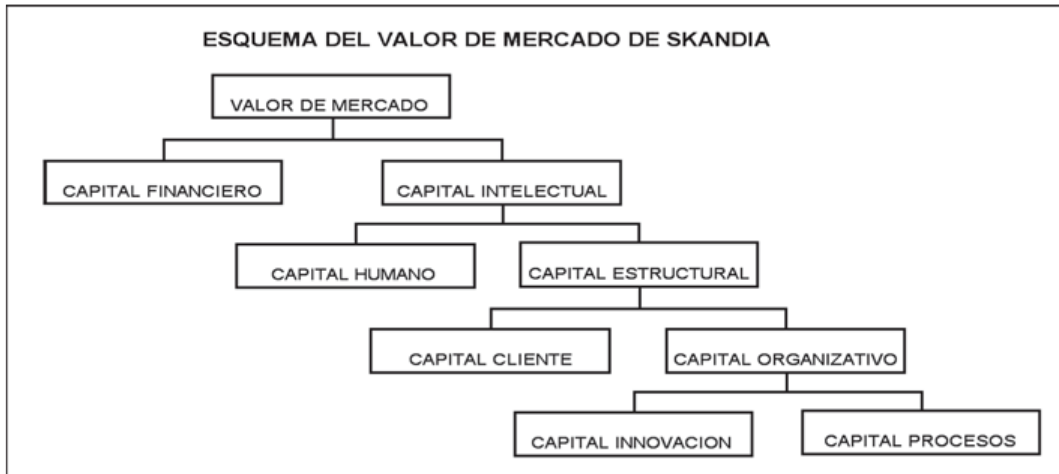 ESQUEMA DEL VALOR DE MERCADO DE SKANDIA
VALOR DE MERCADO
CAPITAL FINANCIERO
CAPITAL INTELECTUAL
CAPITAL HUMANO
CAPITAL ESTRUCTURAL
CAPITAL CLIENTE
CAPITAL ORGANIZATIVO
CAPITAL INNOVACION
CAPITAL PROCESOS